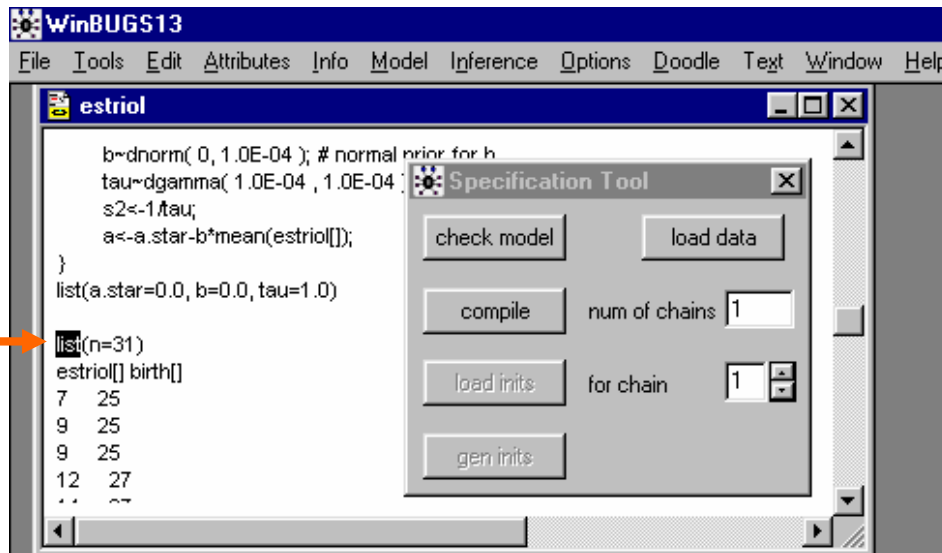 WinBUGS13
File Tools Edit Attributes Info Model Inference Options Doodle Text Window Help
estriol
b~dnorm( 0, 1.0E-04 ); # normal prior for b
tau~dgamma( 1.0E-04 , 1.0E-04 )
s2<-1/tau;
a<-a.star-b*mean(estriol[]);
}
list(a.star=0.0, b=0.0, tau=1.0)
list(n=31)
estriol[] birth[]
7 25
9 25
9 25
12 27
Specification Tool
check model load data
compile num of chains 1
load inits for chain 1
gen inits